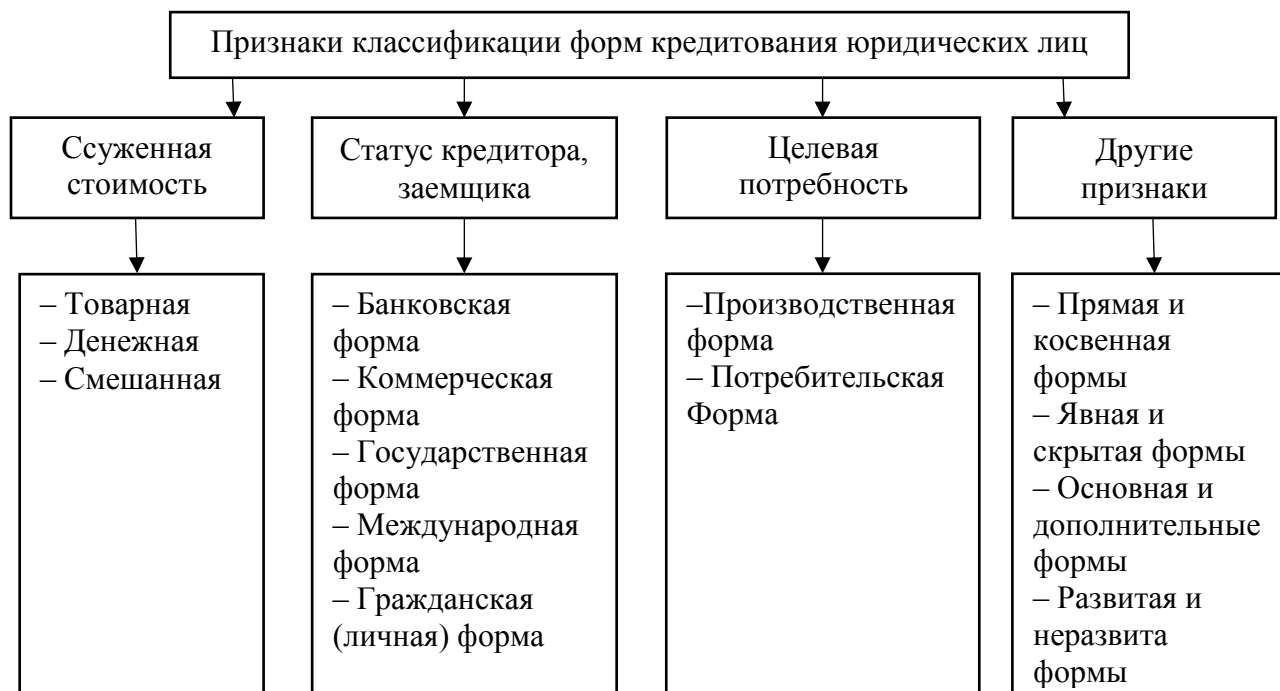 Признаки классификации форм кредитования юридических лиц
Ссуженная
стоимость
Статус кредитора,
заемщика
Целевая
потребность
Другие
признаки
– Товарная
– Денежная
– Смешанная
– Банковская
форма
– Коммерческая
форма
– Государственная
форма
– Международная
форма
– Гражданская
(личная) форма
–Производственная
форма
– Потребительская
Форма
– Прямая и
косвенная
формы
– Явная и
скрытая формы
– Основная и
дополнительные
формы
– Развитая и
неразвита
формы